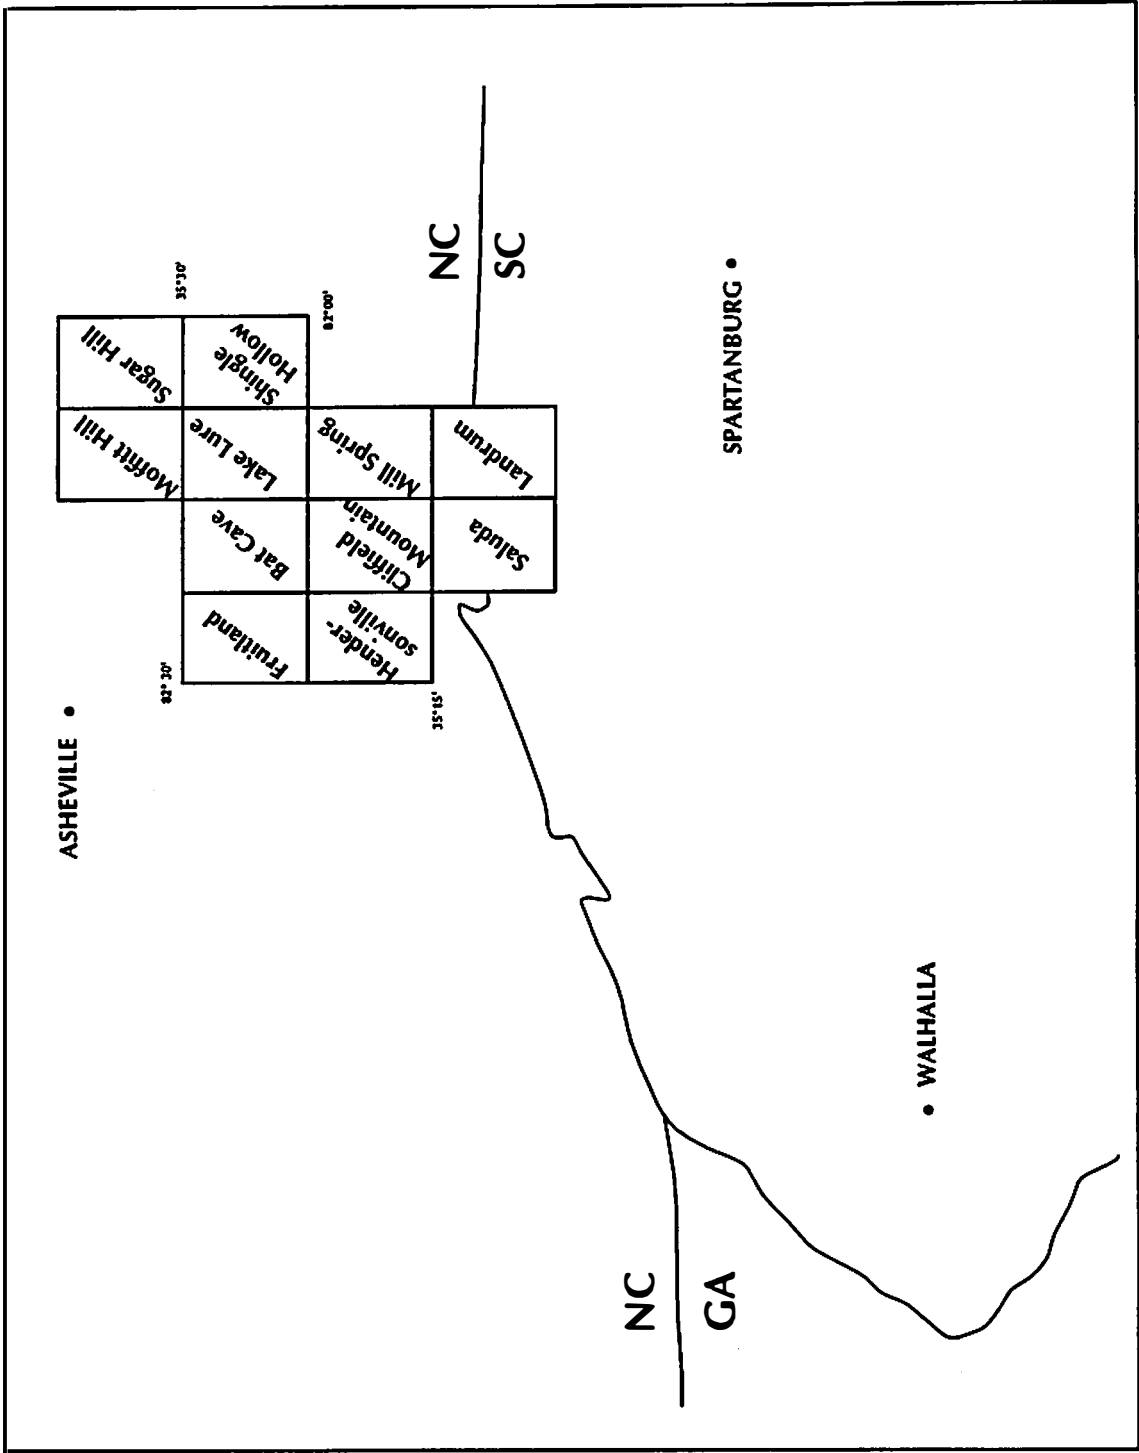 ASHEVILLE
82° 30'
35°30'
82°00'
35°15'
Moffitt Hill
Sugar Hill
Fruitland
Bat Cave
Lake Lure
Shingle
Hollow
Hender-
sonville
Cliffield
Mountain
Mill Spring
Saluda
Landrum
NC
SC
SPARTANBURG
NC
GA
WALHALLA